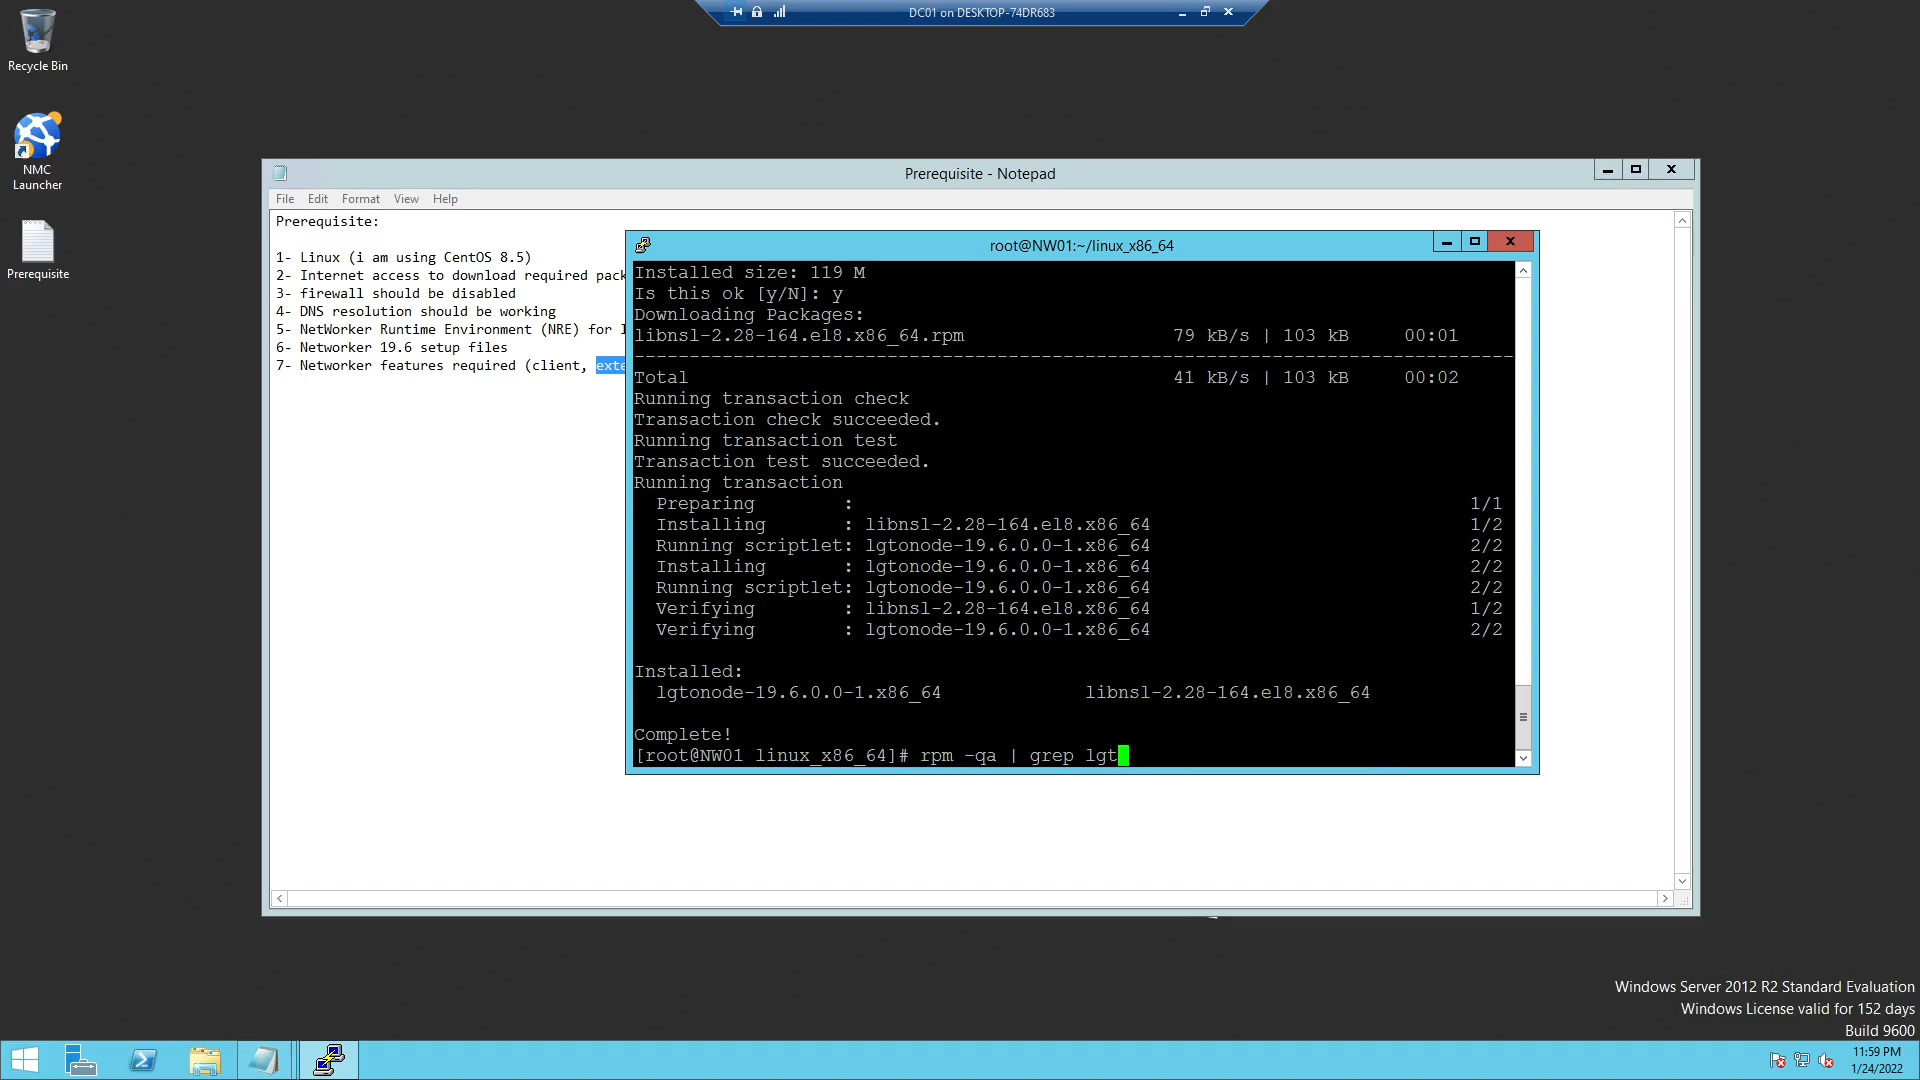 DC01 on DESKTOP-74DR683
Recycle Bin
NMC
Launcher
Prerequisite
Prerequisite - Notepad
File Edit Format View Help
Prerequisite:
1- Linux (i am using CentOS 8.5)
2- Internet access to download required pack
3- firewall should be disabled
4- DNS resolution should be working
5- NetWorker Runtime Environment (NRE) for
6- Networker 19.6 setup files
7- Networker features required (client, exte
root@NW01:~/linux_x86_64
Installed size: 119 M
Is this ok [y/N]: y
Downloading Packages:
libnsl-2.28-164.el8.x86_64.rpm 79 kB/s | 103 kB 00:01
--------------------------------------------------------------------------------
Total 41 kB/s | 103 kB 00:02
Running transaction check
Transaction check succeeded.
Running transaction test
Transaction test succeeded.
Running transaction
Preparing : 1/1
Installing : libnsl-2.28-164.el8.x86_64 1/2
Running scriptlet: lgtonode-19.6.0.0-1.x86_64 2/2
Installing : lgtonode-19.6.0.0-1.x86_64 2/2
Running scriptlet: lgtonode-19.6.0.0-1.x86_64 2/2
Verifying : libnsl-2.28-164.el8.x86_64 1/2
Verifying : lgtonode-19.6.0.0-1.x86_64 2/2
Installed:
lgtonode-19.6.0.0-1.x86_64 libnsl-2.28-164.el8.x86_64
Complete!
[root@NW01 linux_x86_64]# rpm -qa | grep lgt
Windows Server 2012 R2 Standard Evaluation
Windows License valid for 152 days
Build 9600
11:59 PM
1/24/2022